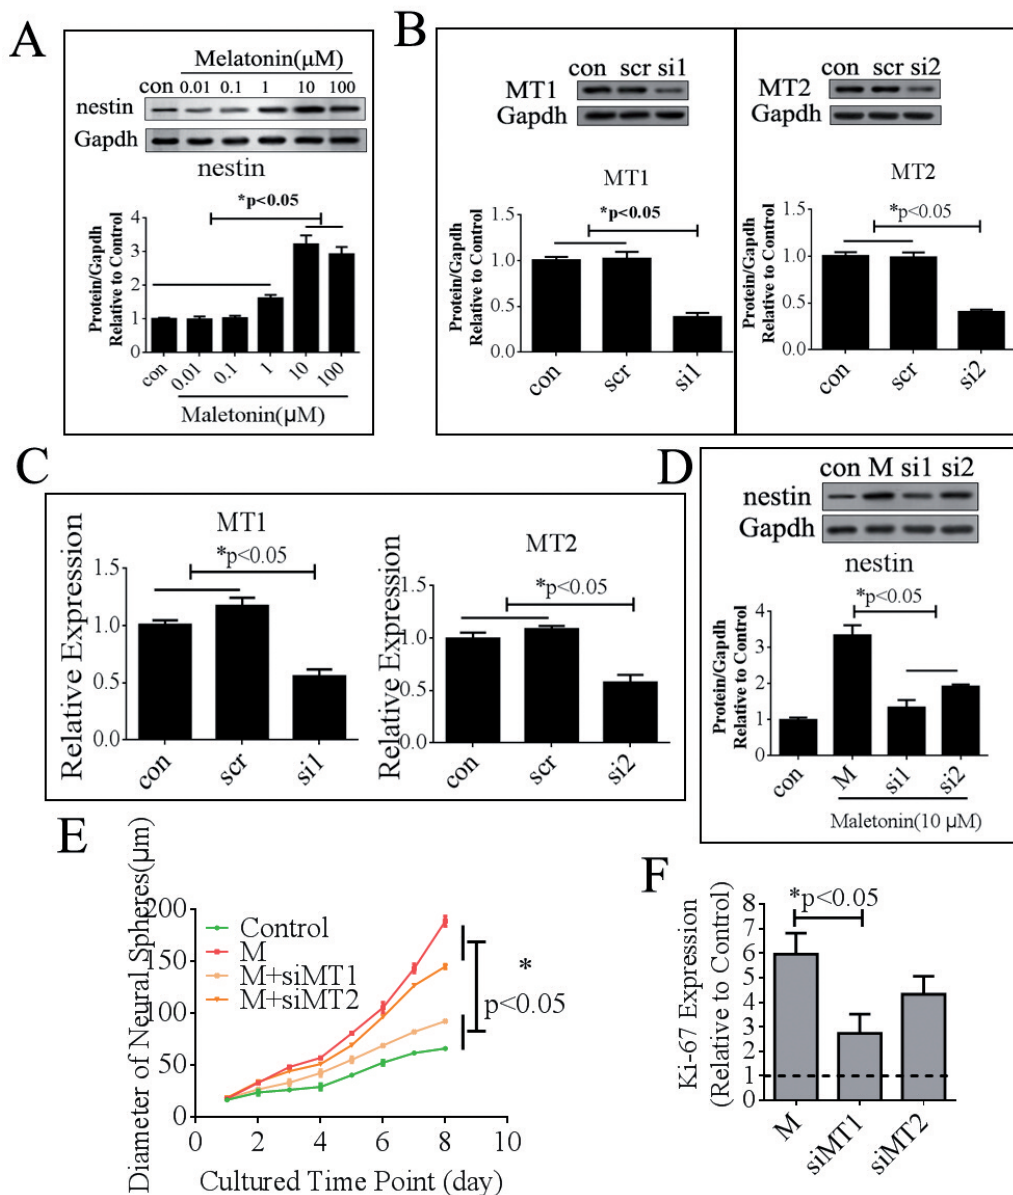 A
Melatonin(μM)
con 0.01 0.1 1 10 100
nestin
Gapdh
nestin
*p<0.05
Protein/Gapdh
Relative to Control
4
3
2
1
0
con 0.01 0.1 1 10 100
Maletonin(μM)
B
con scr si1
MT1
Gapdh
MT1
*p<0.05
Protein/Gapdh
Relative to Control
1.5
1.0
0.5
0.0
con scr si1
con scr si2
MT2
Gapdh
MT2
*p<0.05
Protein/Gapdh
Relative to Control
1.5
1.0
0.5
0.0
con scr si2
C
MT1
*p<0.05
Relative Expression
1.5
1.0
0.5
0.0
con scr si1
MT2
*p<0.05
Relative Expression
1.5
1.0
0.5
0.0
con scr si2
D
con M si1 si2
nestin
Gapdh
nestin
*p<0.05
Protein/Gapdh
Relative to Control
4
3
2
1
0
con M si1 si2
Maletonin(10 μM)
E
Diameter of Neural Spheres(μm)
200
150
100
50
0
Control
M
M+siMT1
M+siMT2
*
p<0.05
0 2 4 6 8 10
Cultured Time Point (day)
F
*p<0.05
Ki-67 Expression
(Relative to Control)
8
7
6
5
4
3
2
1
0
M siMT1 siMT2